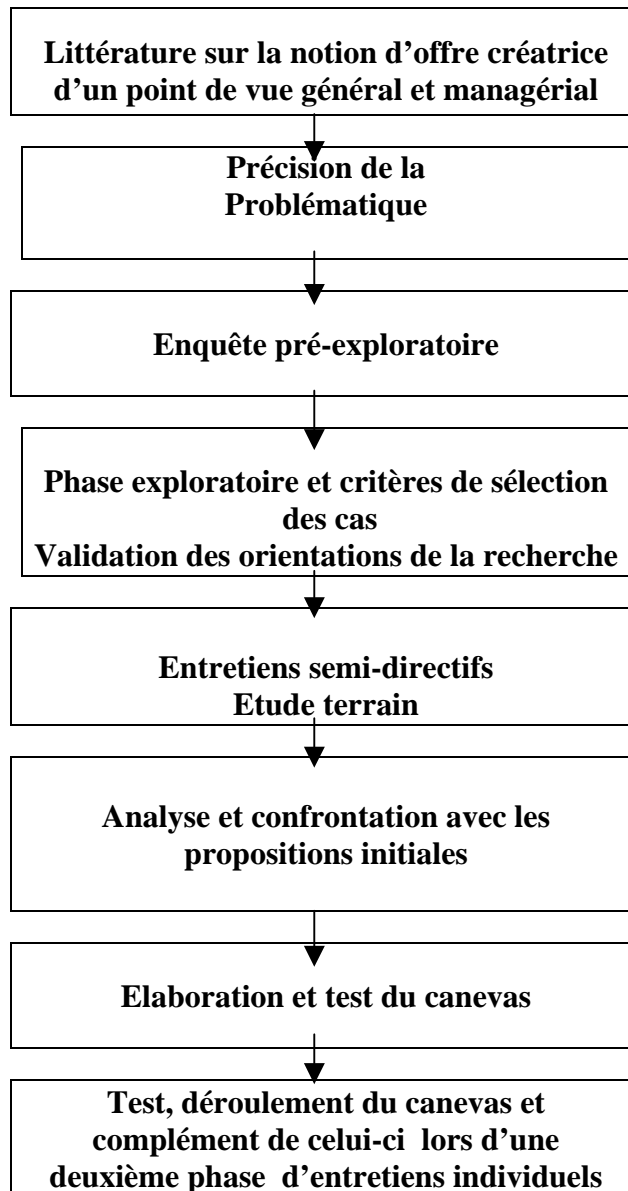 Littérature sur la notion d’offre créatrice
d’un point de vue général et managérial
Précision de la
Problématique
Enquête pré-exploratoire
Phase exploratoire et critères de sélection
des cas
Validation des orientations de la recherche
Entretiens semi-directifs
Etude terrain
Analyse et confrontation avec les
propositions initiales
Elaboration et test du canevas
Test, déroulement du canevas et
complément de celui-ci lors d’une
deuxième phase d’entretiens individuels